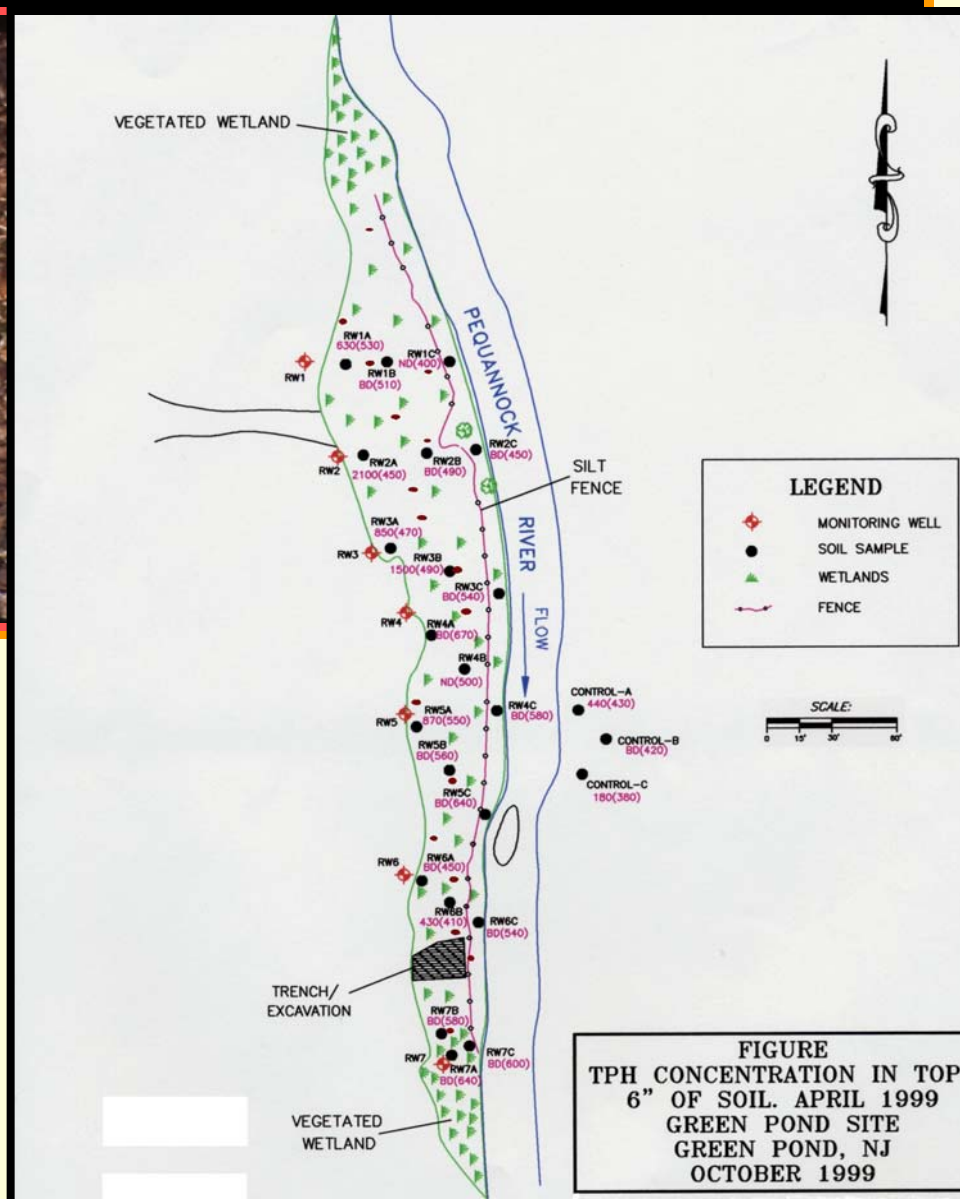 VEGETATED WETLAND
RW1A
630(530)
RW1
RW1B
BD(510)
RW1C
ND(400)
PEQUANNOCK
RIVER
FLOW
RW2
RW2A
2100(450)
RW2B
BD(490)
RW2C
BD(450)
SILT
FENCE
RW3A
850(470)
RW3
RW3B
1500(490)
RW3C
BD(540)
RW4
RW4A
BD(670)
RW4B
ND(500)
RW4C
BD(580)
RW5
RW5A
870(550)
RW5B
BD(560)
RW5C
BD(640)
CONTROL-A
440(430)
CONTROL-B
BD(420)
CONTROL-C
180(380)
RW6
RW6A
BD(450)
RW6B
430(410)
RW6C
BD(540)
TRENCH/
EXCAVATION
RW7B
BD(580)
RW7
RW7A
BD(640)
RW7C
BD(600)
VEGETATED
WETLAND
LEGEND
MONITORING WELL
SOIL SAMPLE
WETLANDS
FENCE
SCALE:
0 15' 30' 60'
FIGURE
TPH CONCENTRATION IN TOP
6" OF SOIL. APRIL 1999
GREEN POND SITE
GREEN POND, NJ
OCTOBER 1999